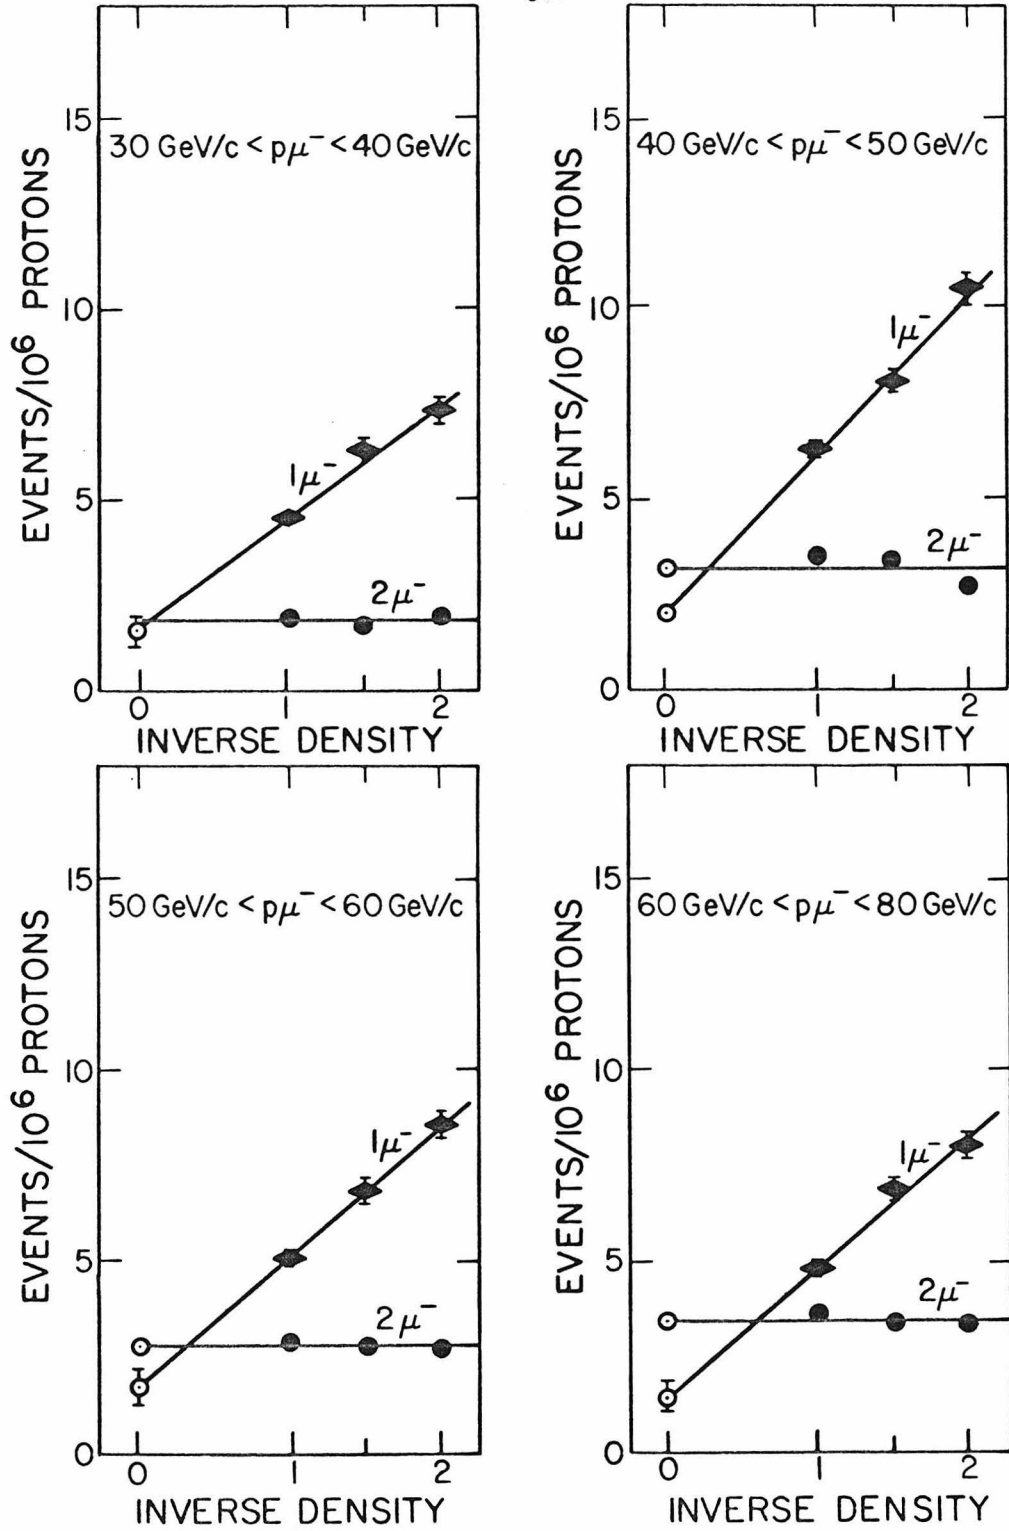 15
30 GeV/c < pμ⁻ < 40 GeV/c
EVENTS/10⁶ PROTONS
10
1μ⁻
5
2μ⁻
0
0 1 2
INVERSE DENSITY
15
40 GeV/c < pμ⁻ < 50 GeV/c
EVENTS/10⁶ PROTONS
10
1μ⁻
5
2μ⁻
0
0 1 2
INVERSE DENSITY
15
50 GeV/c < pμ⁻ < 60 GeV/c
EVENTS/10⁶ PROTONS
10
1μ⁻
5
2μ⁻
0
0 1 2
INVERSE DENSITY
15
60 GeV/c < pμ⁻ < 80 GeV/c
EVENTS/10⁶ PROTONS
10
1μ⁻
5
2μ⁻
0
0 1 2
INVERSE DENSITY